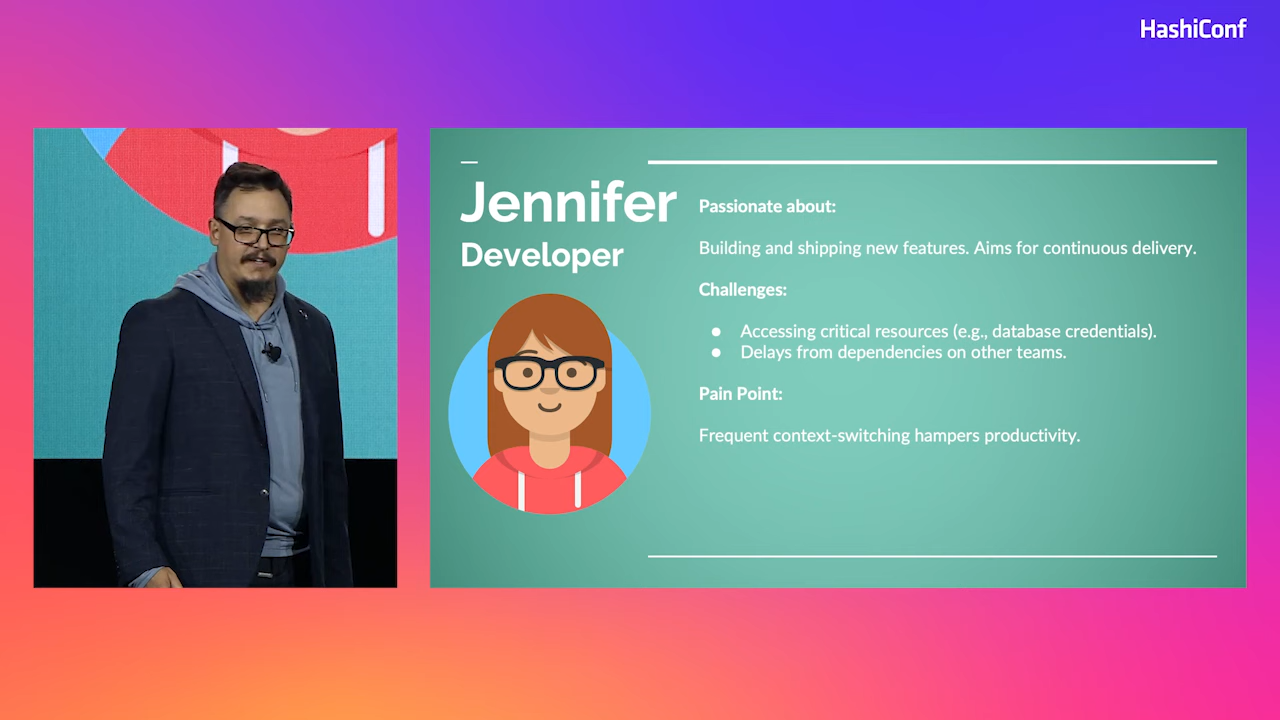 HashiConf
Jennifer
Developer
Passionate about:
Building and shipping new features. Aims for continuous delivery.
Challenges:
● Accessing critical resources (e.g., database credentials).
● Delays from dependencies on other teams.
Pain Point:
Frequent context-switching hampers productivity.